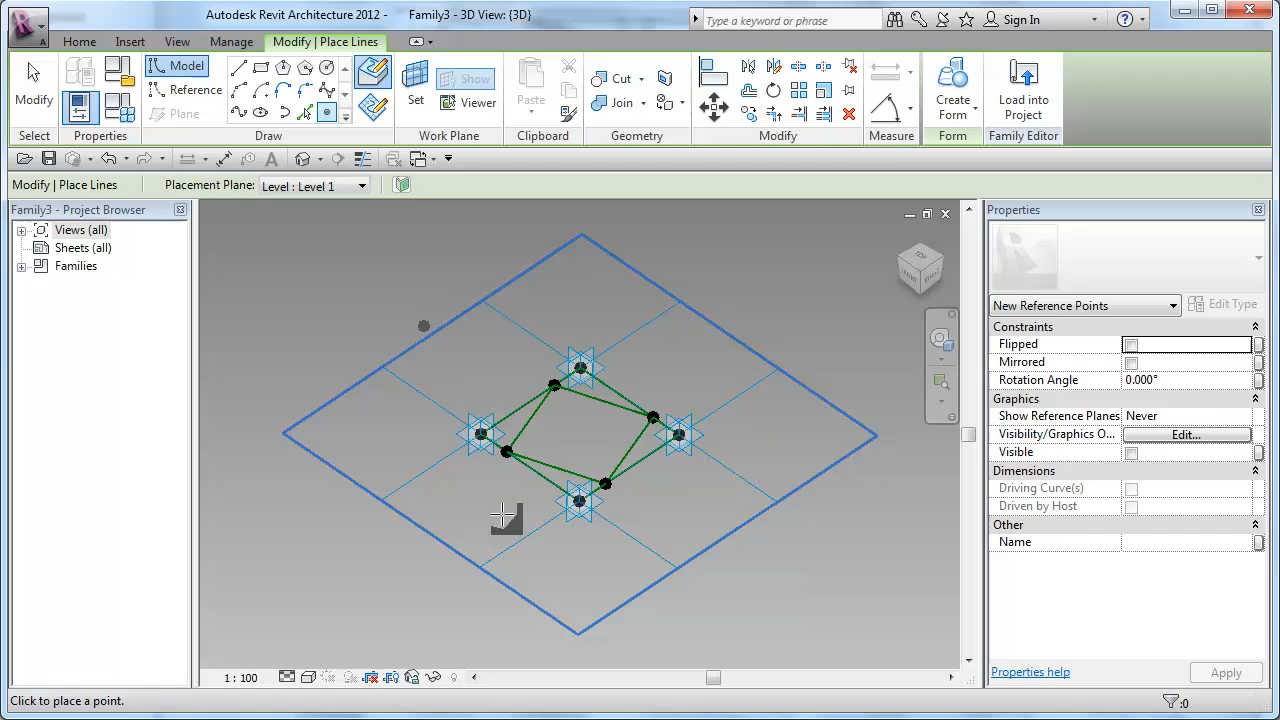 Autodesk Revit Architecture 2012 - Family3 - 3D View: {3D}
Type a keyword or phrase
Sign In
Home Insert View Manage Modify | Place Lines
Modify
Model
Reference
Plane
Set
Show
Viewer
Paste
Cut
Join
Create Form
Load into Project
Select Properties Draw Work Plane Clipboard Geometry Modify Measure Form Family Editor
Modify | Place Lines Placement Plane: Level : Level 1
Family3 - Project Browser
Views (all)
Sheets (all)
Families
TOP
FRONT
Properties
New Reference Points Edit Type
Constraints
Flipped
Mirrored
Rotation Angle 0.000°
Graphics
Show Reference Planes Never
Visibility/Graphics O... Edit...
Visible
Dimensions
Driving Curve(s)
Driven by Host
Other
Name
Properties help Apply
1 : 100
Click to place a point. :0